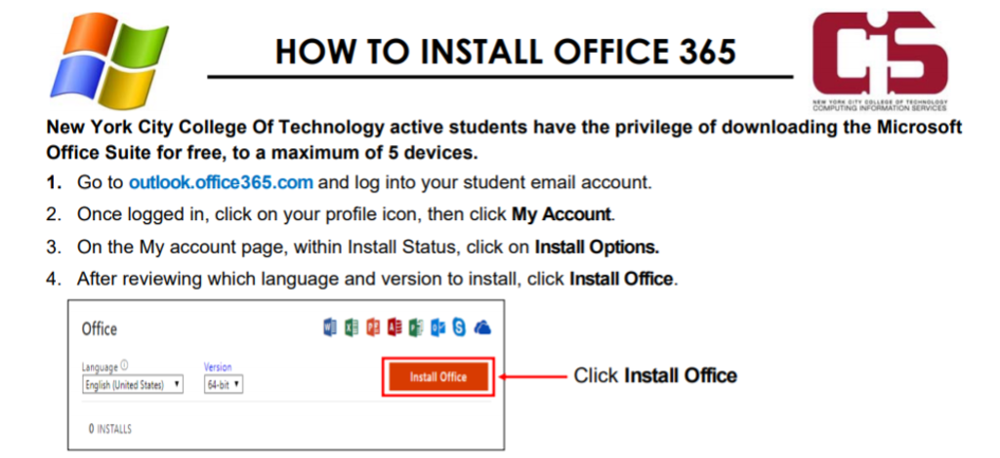 HOW TO INSTALL OFFICE 365
CiS
NEW YORK CITY COLLEGE OF TECHNOLOGY
COMPUTING INFORMATION SERVICES
New York City College Of Technology active students have the privilege of downloading the Microsoft
Office Suite for free, to a maximum of 5 devices.
1. Go to outlook.office365.com and log into your student email account.
2. Once logged in, click on your profile icon, then click My Account.
3. On the My account page, within Install Status, click on Install Options.
4. After reviewing which language and version to install, click Install Office.
Office
Language
Version
English (United States)
64-bit
Install Office
Click Install Office
0 INSTALLS